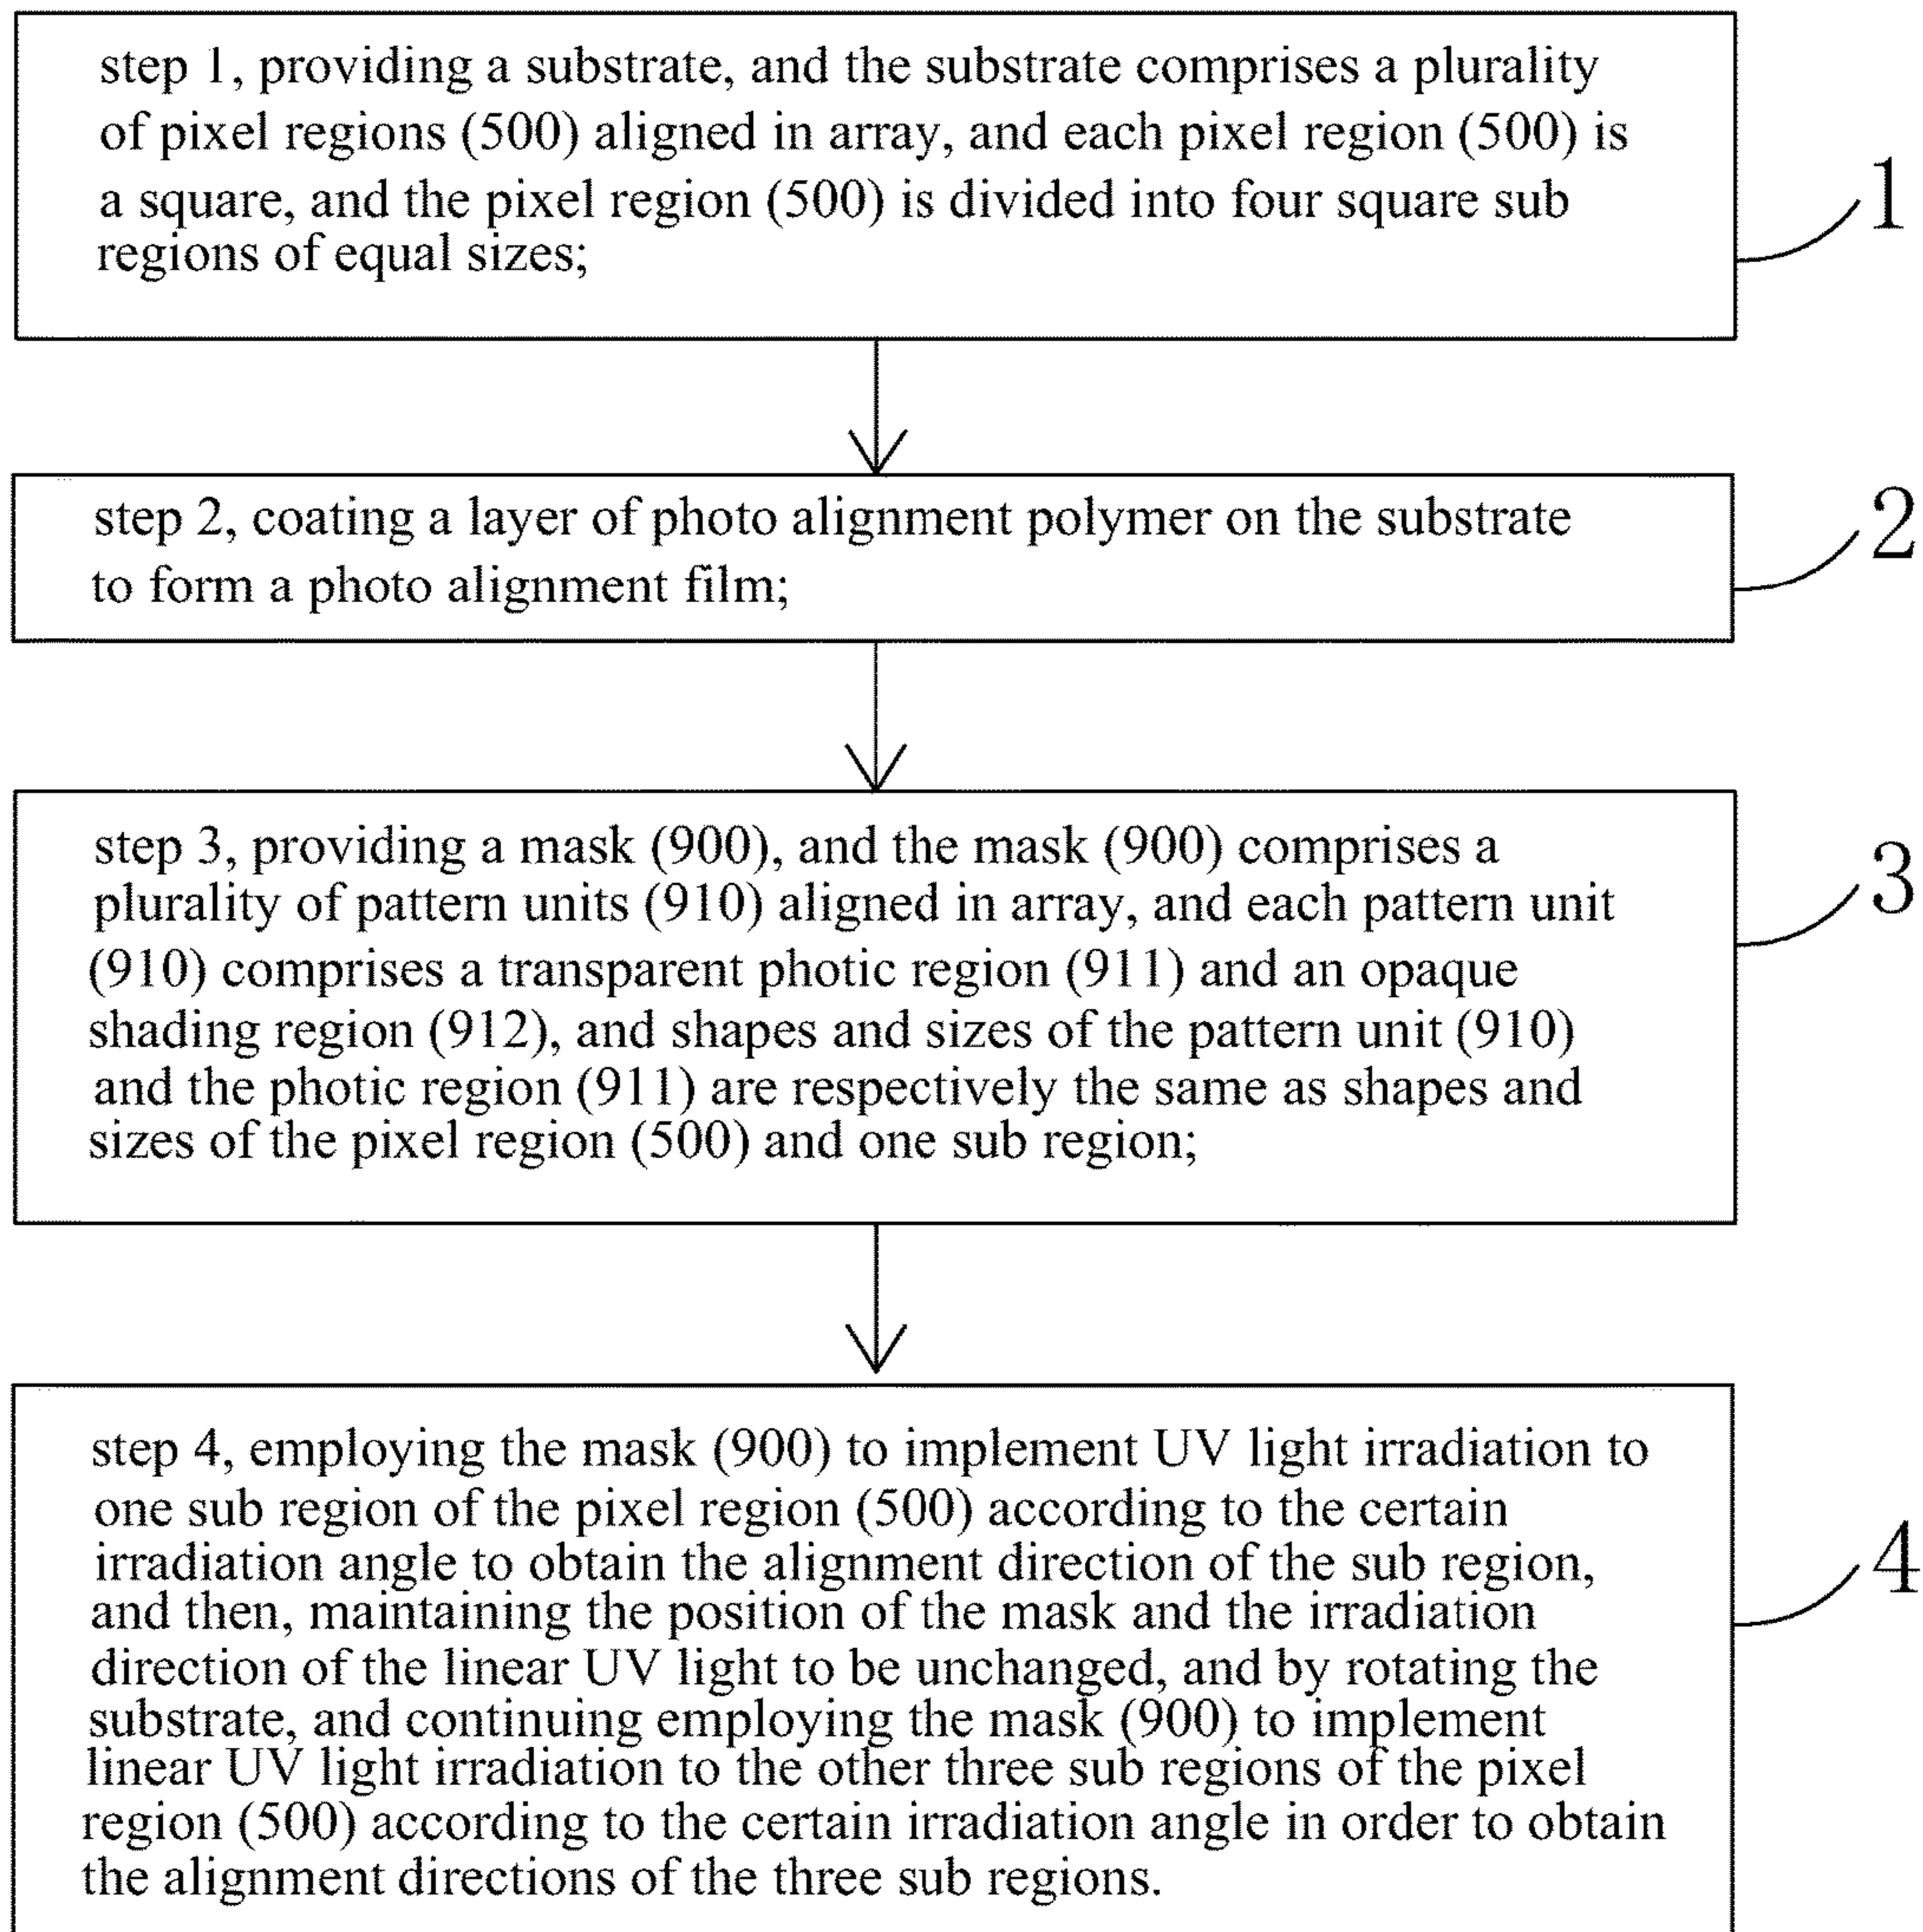 step 1, providing a substrate, and the substrate comprises a plurality
of pixel regions (500) aligned in array, and each pixel region (500) is
a square, and the pixel region (500) is divided into four square sub
regions of equal sizes;
1
step 2, coating a layer of photo alignment polymer on the substrate
to form a photo alignment film;
2
step 3, providing a mask (900), and the mask (900) comprises a
plurality of pattern units (910) aligned in array, and each pattern unit
(910) comprises a transparent photic region (911) and an opaque
shading region (912), and shapes and sizes of the pattern unit (910)
and the photic region (911) are respectively the same as shapes and
sizes of the pixel region (500) and one sub region;
3
step 4, employing the mask (900) to implement UV light irradiation to
one sub region of the pixel region (500) according to the certain
irradiation angle to obtain the alignment direction of the sub region,
and then, maintaining the position of the mask and the irradiation
direction of the linear UV light to be unchanged, and by rotating the
substrate, and continuing employing the mask (900) to implement
linear UV light irradiation to the other three sub regions of the pixel
region (500) according to the certain irradiation angle in order to obtain
the alignment directions of the three sub regions.
4